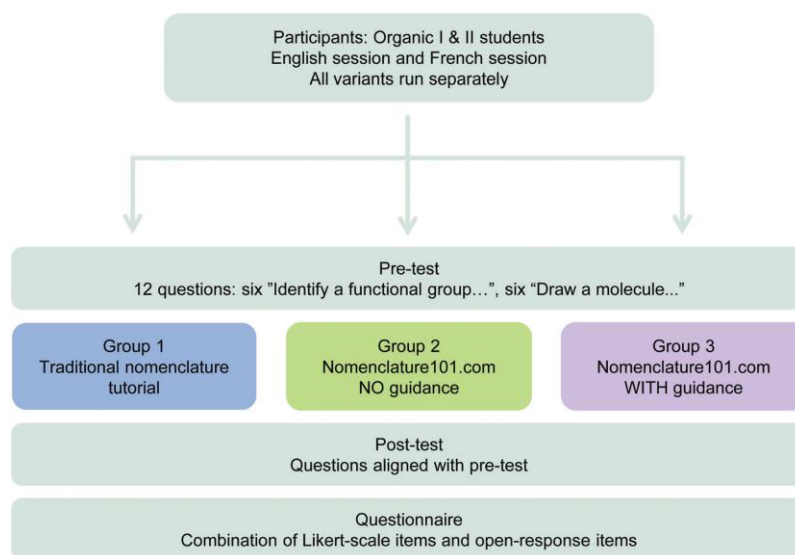 Participants: Organic I & II students
English session and French session
All variants run separately
Pre-test
12 questions: six ”Identify a functional group…”, six “Draw a molecule...”
Group 1
Traditional nomenclature
tutorial
Group 2
Nomenclature101.com
NO guidance
Group 3
Nomenclature101.com
WITH guidance
Post-test
Questions aligned with pre-test
Questionnaire
Combination of Likert-scale items and open-response items